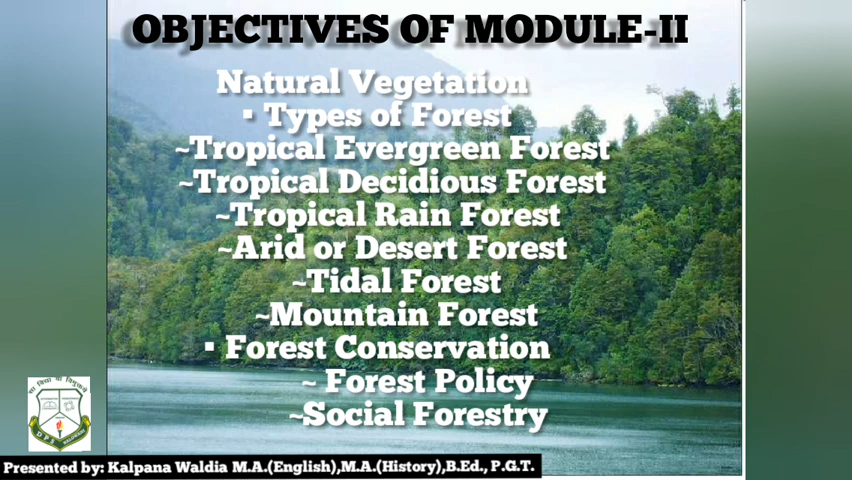 OBJECTIVES OF MODULE-II
Natural Vegetation
▪ Types of Forest
~Tropical Evergreen Forest
~Tropical Decidious Forest
~Tropical Rain Forest
~Arid or Desert Forest
~Tidal Forest
~Mountain Forest
▪ Forest Conservation
~ Forest Policy
~Social Forestry
D P S
Presented by: Kalpana Waldia M.A.(English),M.A.(History),B.Ed., P.G.T.